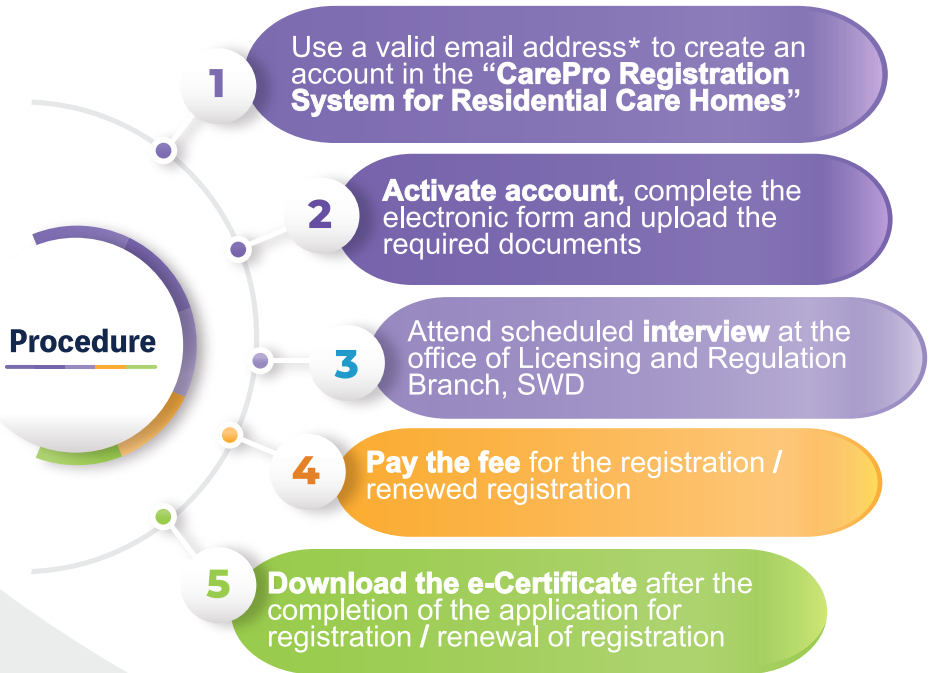 Procedure
1
Use a valid email address* to create an
account in the “CarePro Registration
System for Residential Care Homes”
2
Activate account, complete the
electronic form and upload the
required documents
3
Attend scheduled interview at the
office of Licensing and Regulation
Branch, SWD
4
Pay the fee for the registration /
renewed registration
5
Download the e-Certificate after the
completion of the application for
registration / renewal of registration